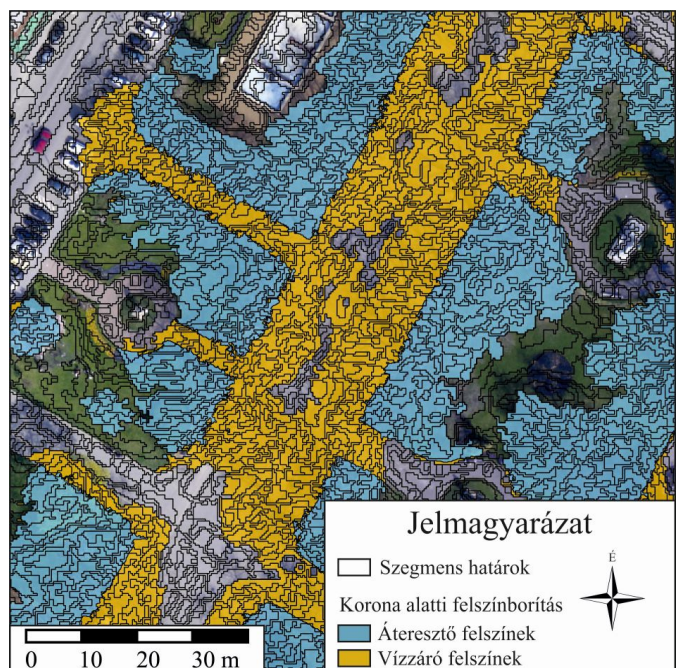 Jelmagyarázat
É
Szegmens határok
Korona alatti felszínborítás
Áteresztő felszínek
Vízzáró felszínek
0 10 20 30 m